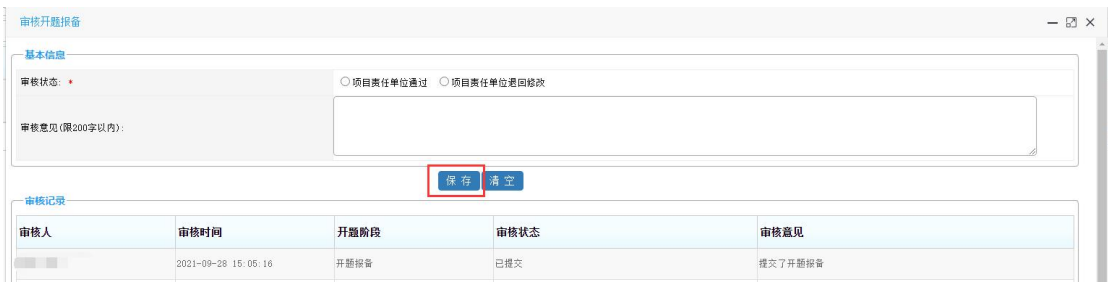 审核开题报备
基本信息
审核状态: * 项目责任单位通过 项目责任单位退回修改
审核意见(限200字以内):
保 存 清 空
审核记录
审核人 审核时间 开题阶段 审核状态 审核意见
2021-09-28 15:05:16 开题报备 已提交 提交了开题报备